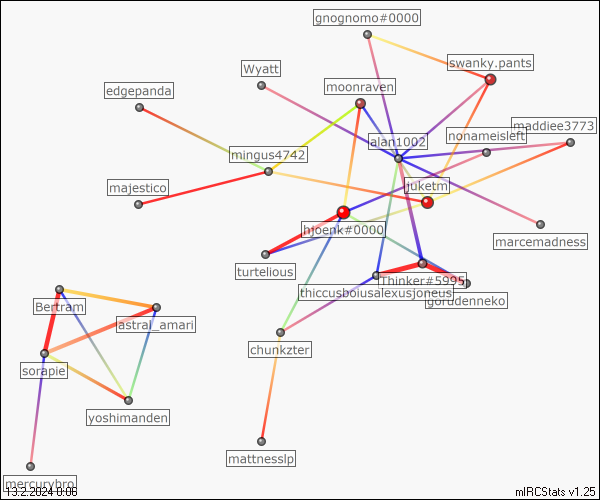 gnognomo#0000
swanky.pants
Wyatt
moonraven
edgepanda
maddiee3773
nonameisleft
alan1002
mingus4742
majestico
juketm
hjoenk#0000
marcemadness
turtelious
Thinker#5995
thiccusboiusalexusjoneus
gorudenneko
Bertram
astral_amari
chunkzter
sorapie
yoshimanden
mattnesslp
mercurybro
13.2.2024 0:06
mIRCStats v1.25